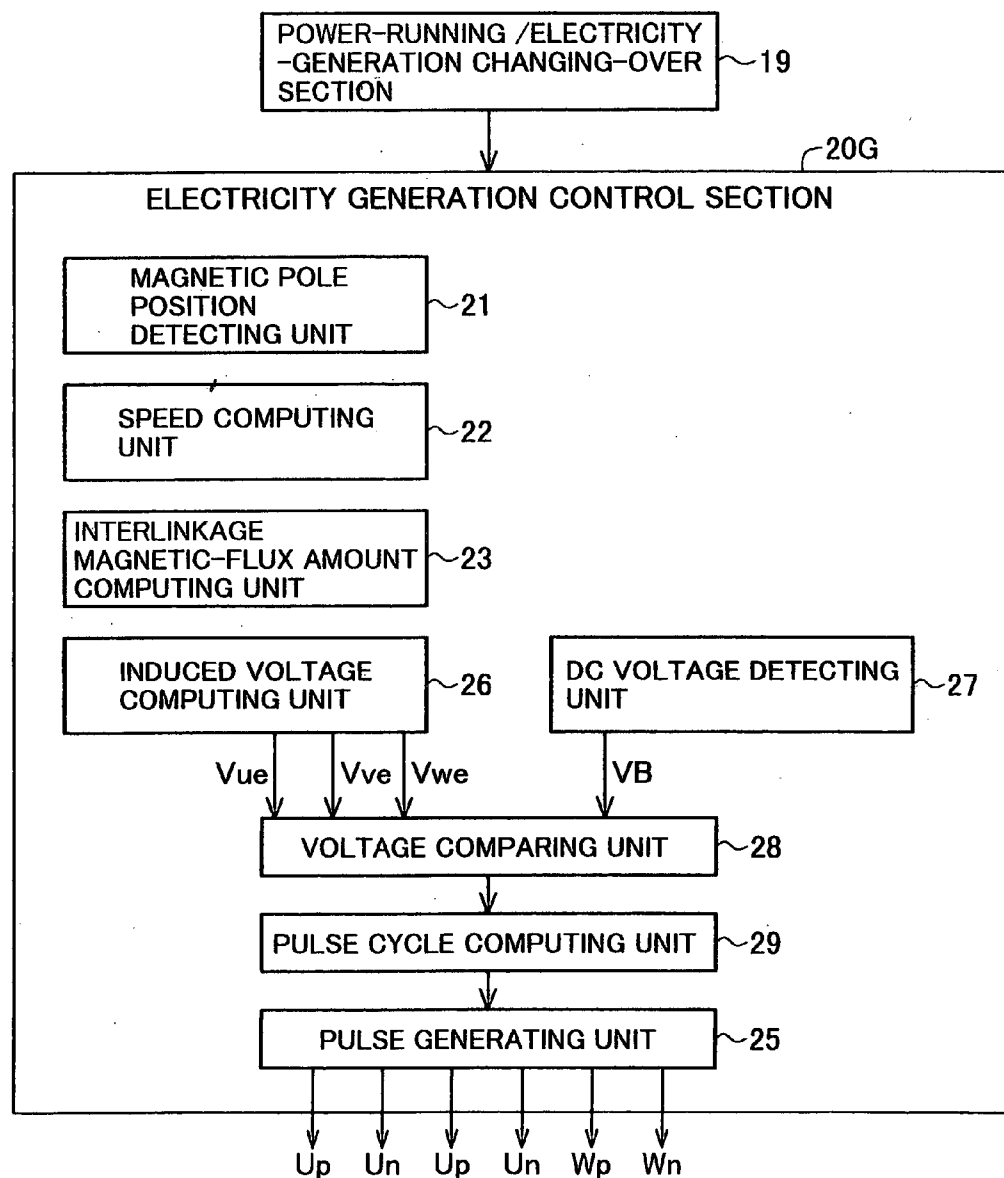 POWER-RUNNING /ELECTRICITY
-GENERATION CHANGING-OVER
SECTION
19
20G
ELECTRICITY GENERATION CONTROL SECTION
MAGNETIC POLE
POSITION
DETECTING UNIT
21
SPEED COMPUTING
UNIT
22
INTERLINKAGE
MAGNETIC-FLUX AMOUNT
COMPUTING UNIT
23
INDUCED VOLTAGE
COMPUTING UNIT
26
DC VOLTAGE DETECTING
UNIT
27
Vue Vve Vwe VB
VOLTAGE COMPARING UNIT
28
PULSE CYCLE COMPUTING UNIT
29
PULSE GENERATING UNIT
25
Up Un Up Un Wp Wn